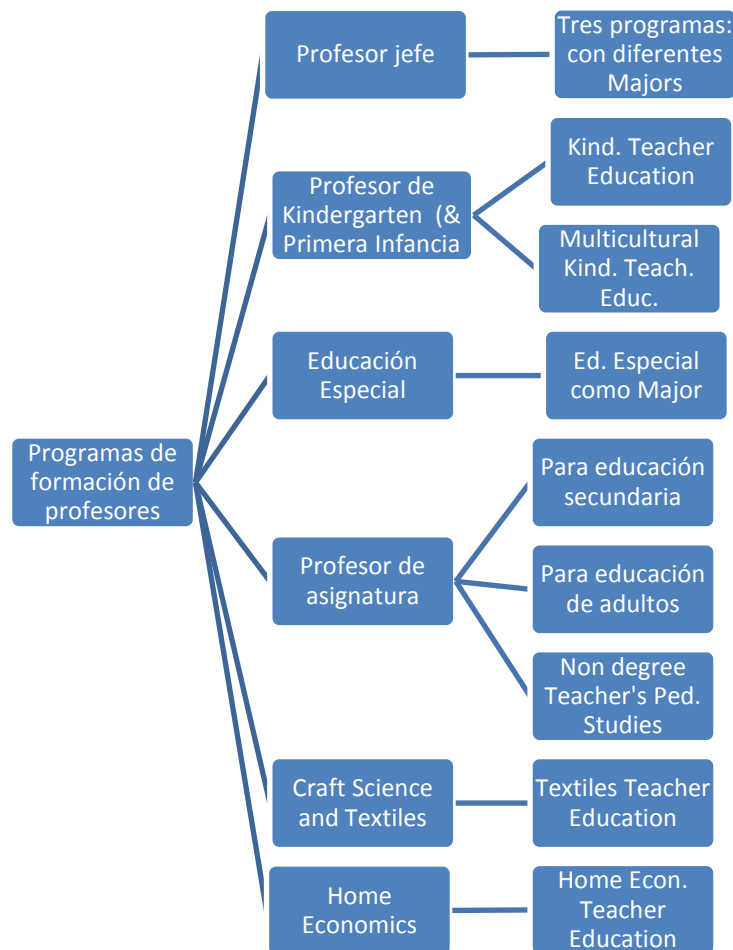 Programas de
formación de
profesores
Profesor jefe
Tres programas:
con diferentes
Majors
Profesor de
Kindergarten (&
Primera Infancia
Kind. Teacher
Education
Multicultural
Kind. Teach.
Educ.
Educación
Especial
Ed. Especial
como Major
Profesor de
asignatura
Para educación
secundaria
Para educación
de adultos
Non degree
Teacher's Ped.
Studies
Craft Science
and Textiles
Textiles Teacher
Education
Home
Economics
Home Econ.
Teacher
Education